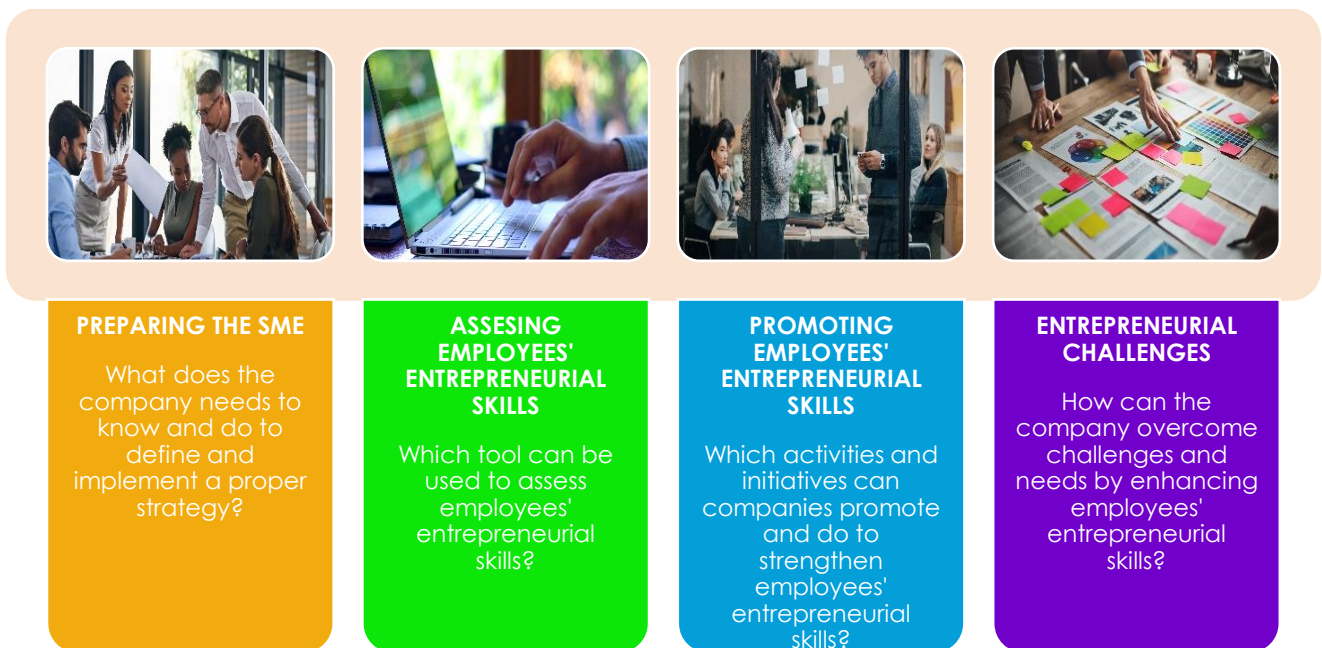 PREPARING THE SME
What does the
company needs to
know and do to
define and
implement a proper
strategy?
ASSESING
EMPLOYEES'
ENTREPRENEURIAL
SKILLS
Which tool can be
used to assess
employees'
entrepreneurial
skills?
PROMOTING
EMPLOYEES'
ENTREPRENEURIAL
SKILLS
Which activities and
initiatives can
companies promote
and do to
strengthen
employees'
entrepreneurial
skills?
ENTREPRENEURIAL
CHALLENGES
How can the
company overcome
challenges and
needs by enhancing
employees'
entrepreneurial
skills?